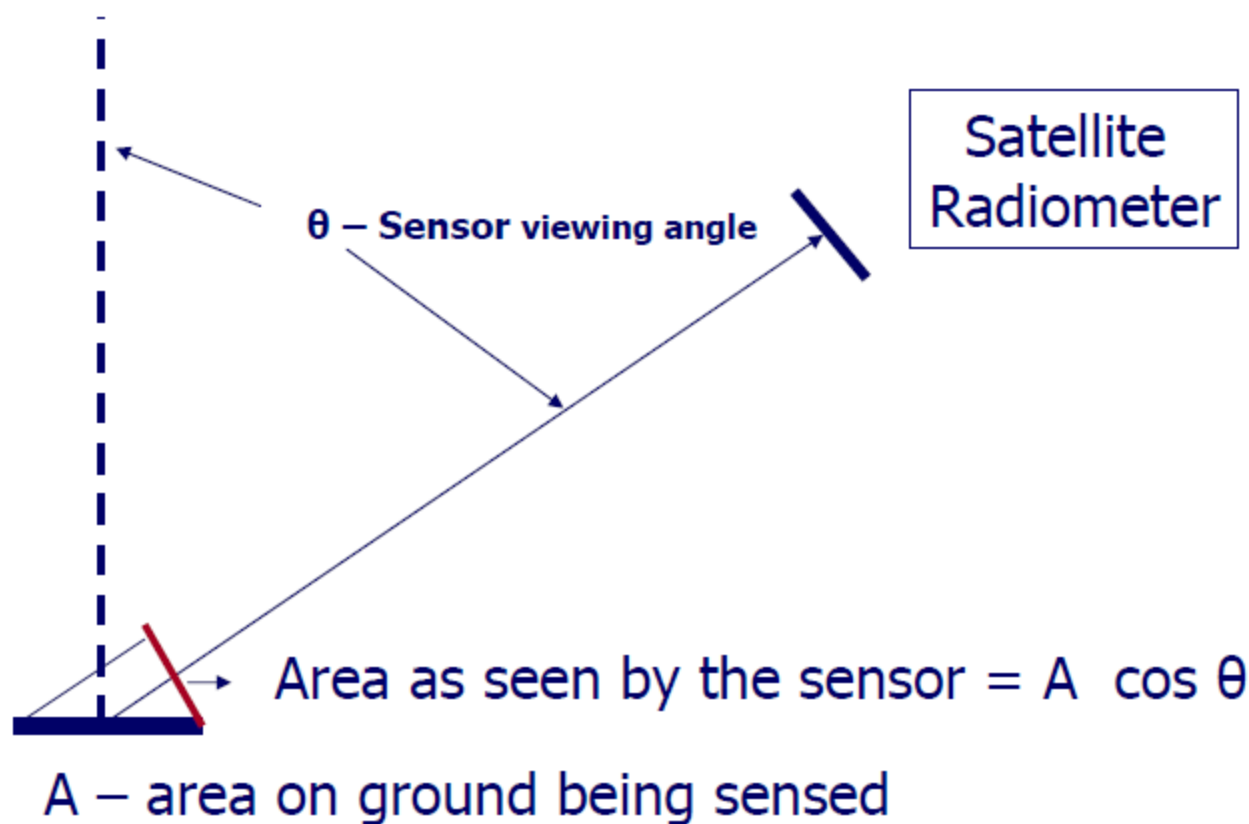 Satellite
Radiometer
θ – Sensor viewing angle
Area as seen by the sensor = A cos θ
A – area on ground being sensed